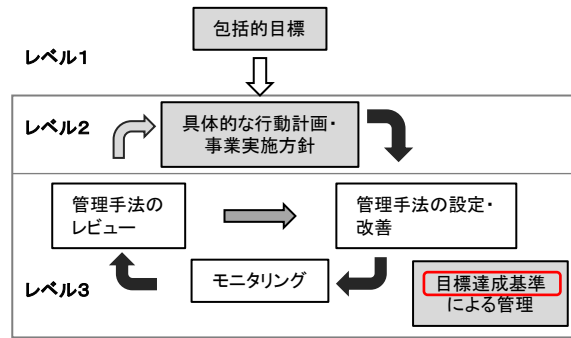 包括的目標
レベル1
レベル2
具体的な行動計画・
事業実施方針
管理手法の
レビュー
管理手法の設定・
改善
モニタリング
レベル3
目標達成基準
による管理